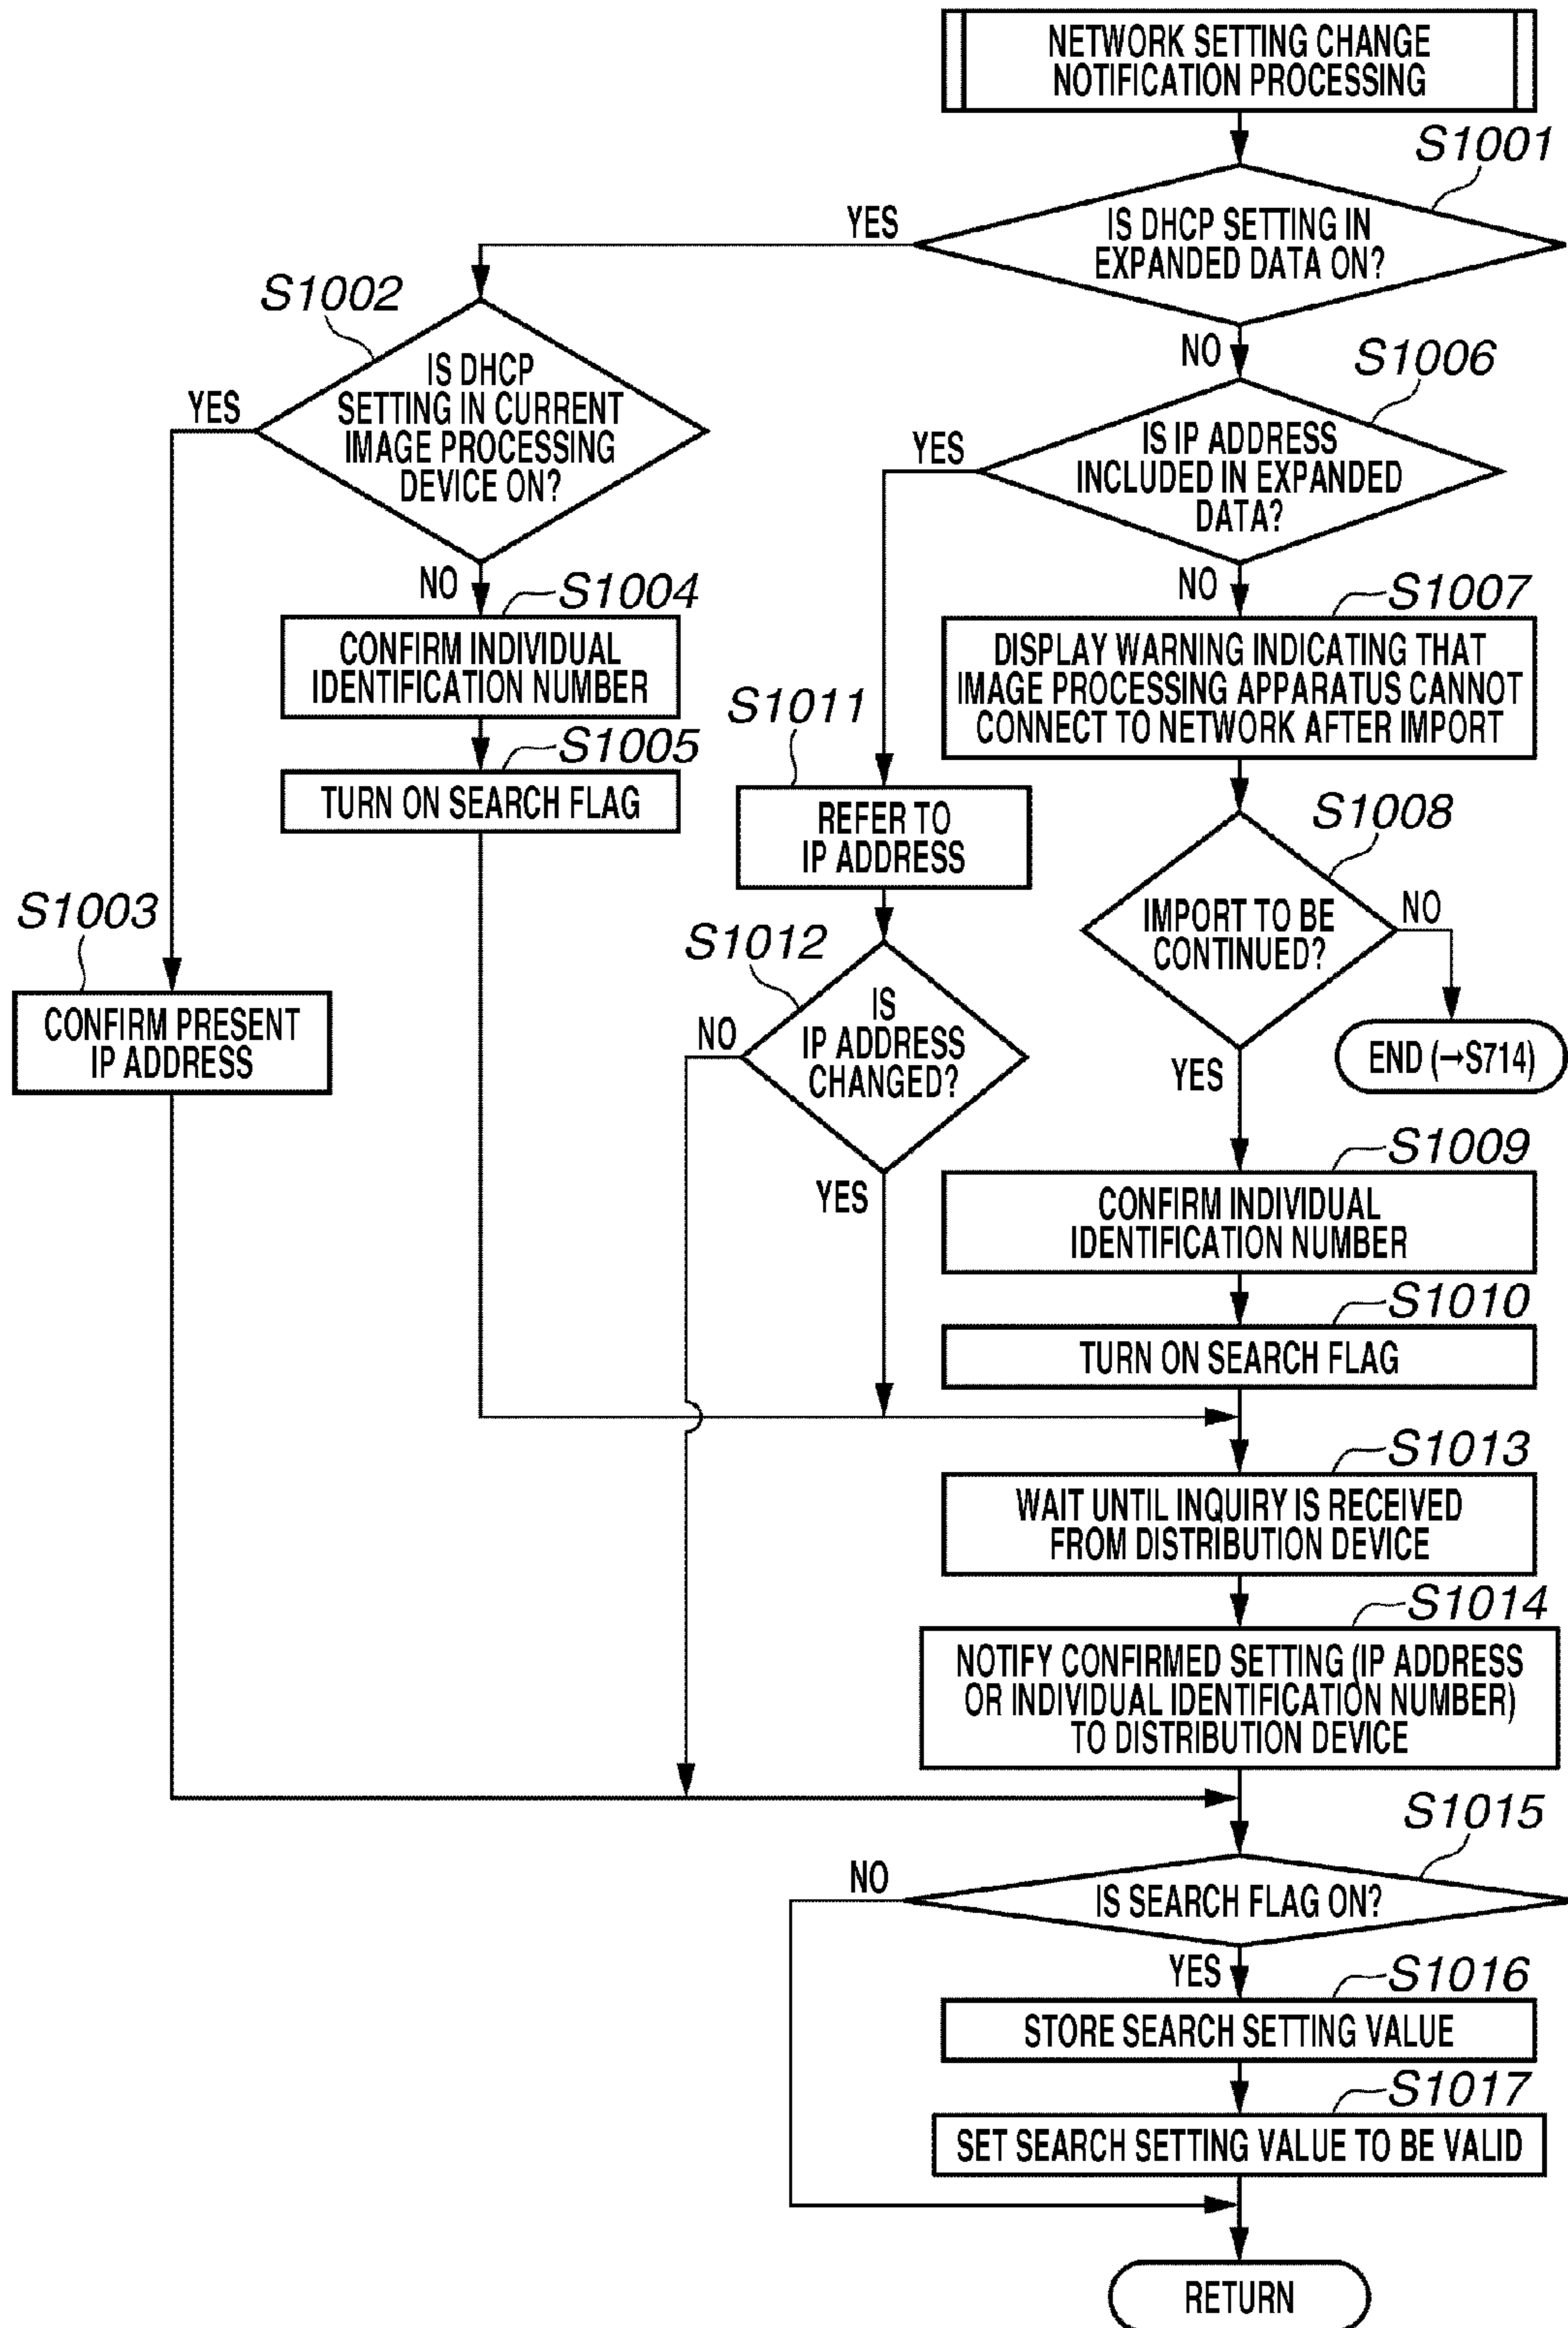 NETWORK SETTING CHANGE
NOTIFICATION PROCESSING
S1001
IS DHCP SETTING IN
EXPANDED DATA ON?
YES
NO
S1002
IS DHCP
SETTING IN CURRENT
IMAGE PROCESSING
DEVICE ON?
YES
NO
S1006
IS IP ADDRESS
INCLUDED IN EXPANDED
DATA?
YES
NO
S1004
CONFIRM INDIVIDUAL
IDENTIFICATION NUMBER
S1005
TURN ON SEARCH FLAG
S1007
DISPLAY WARNING INDICATING THAT
IMAGE PROCESSING APPARATUS CANNOT
CONNECT TO NETWORK AFTER IMPORT
S1011
REFER TO
IP ADDRESS
S1008
IMPORT TO BE
CONTINUED?
NO
YES
END (→S714)
S1003
CONFIRM PRESENT
IP ADDRESS
S1012
IS
IP ADDRESS
CHANGED?
NO
YES
S1009
CONFIRM INDIVIDUAL
IDENTIFICATION NUMBER
S1010
TURN ON SEARCH FLAG
S1013
WAIT UNTIL INQUIRY IS RECEIVED
FROM DISTRIBUTION DEVICE
S1014
NOTIFY CONFIRMED SETTING (IP ADDRESS
OR INDIVIDUAL IDENTIFICATION NUMBER)
TO DISTRIBUTION DEVICE
S1015
IS SEARCH FLAG ON?
NO
YES
S1016
STORE SEARCH SETTING VALUE
S1017
SET SEARCH SETTING VALUE TO BE VALID
RETURN